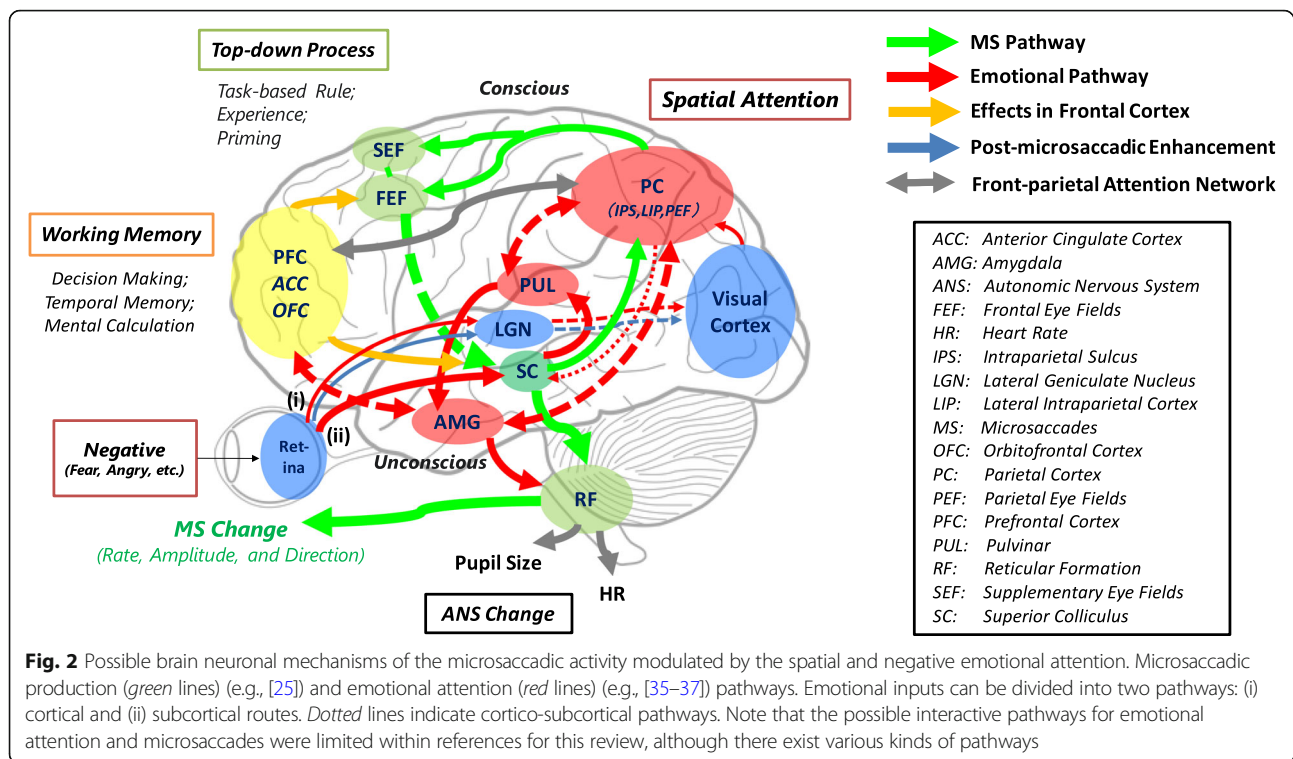 Top-down Process
Task-based Rule;
Experience;
Priming
Conscious
Spatial Attention
MS Pathway
Emotional Pathway
Effects in Frontal Cortex
Post-microsaccadic Enhancement
Front-parietal Attention Network
SEF
FEF
PC
(IPS,LIP,PEF)
Working Memory
Decision Making;
Temporal Memory;
Mental Calculation
PFC
ACC
OFC
PUL
LGN
SC
Visual
Cortex
AMG
(i)
(ii)
Negative
(Fear, Angry, etc.)
Ret-
ina
Unconscious
RF
MS Change
(Rate, Amplitude, and Direction)
Pupil Size
HR
ANS Change
ACC: Anterior Cingulate Cortex
AMG: Amygdala
ANS: Autonomic Nervous System
FEF: Frontal Eye Fields
HR: Heart Rate
IPS: Intraparietal Sulcus
LGN: Lateral Geniculate Nucleus
LIP: Lateral Intraparietal Cortex
MS: Microsaccades
OFC: Orbitofrontal Cortex
PC: Parietal Cortex
PEF: Parietal Eye Fields
PFC: Prefrontal Cortex
PUL: Pulvinar
RF: Reticular Formation
SEF: Supplementary Eye Fields
SC: Superior Colliculus
Fig. 2 Possible brain neuronal mechanisms of the microsaccadic activity modulated by the spatial and negative emotional attention. Microsaccadic
production (green lines) (e.g., [25]) and emotional attention (red lines) (e.g., [35–37]) pathways. Emotional inputs can be divided into two pathways: (i)
cortical and (ii) subcortical routes. Dotted lines indicate cortico-subcortical pathways. Note that the possible interactive pathways for emotional
attention and microsaccades were limited within references for this review, although there exist various kinds of pathways